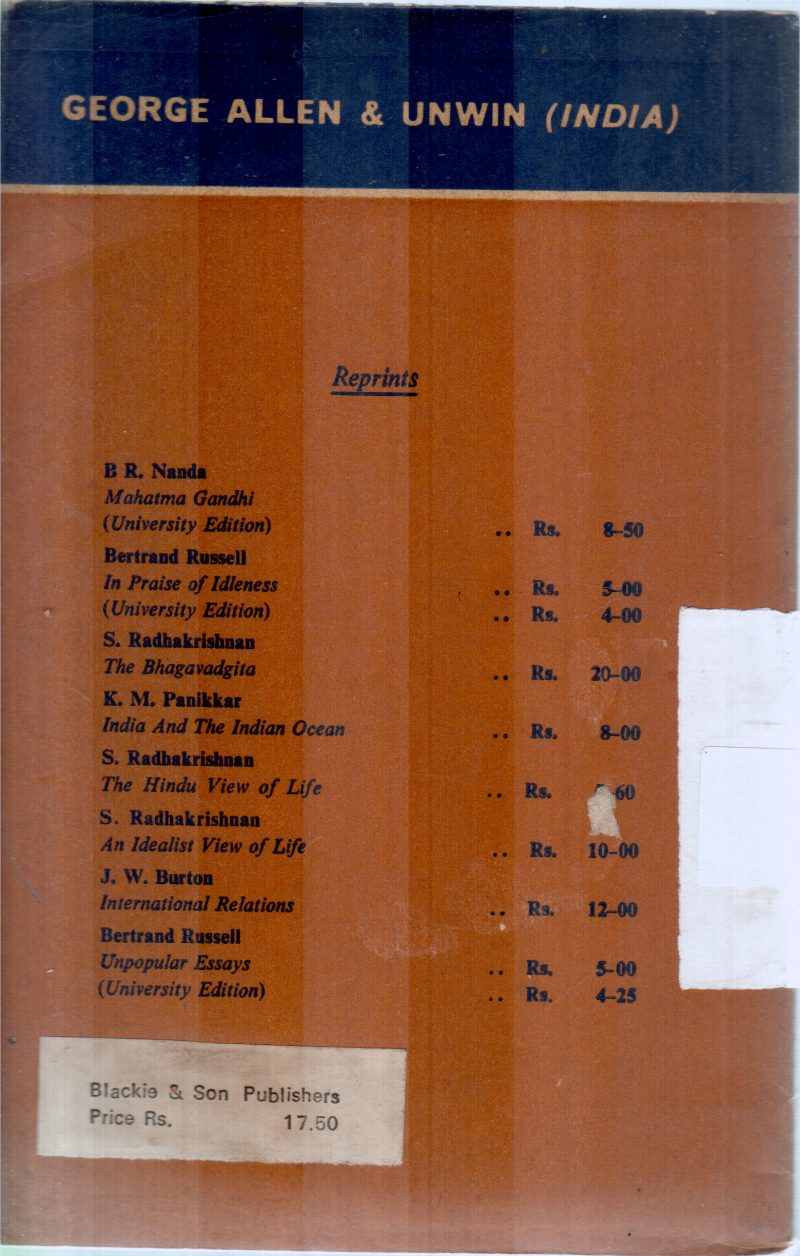 GEORGE ALLEN & UNWIN (INDIA)
Reprints
B R. Nanda
Mahatma Gandhi
(University Edition) .. Rs. 8–50
Bertrand Russell
In Praise of Idleness .. Rs. 5–00
(University Edition) .. Rs. 4–00
S. Radhakrishnan
The Bhagavadgita .. Rs. 20–00
K. M. Panikkar
India And The Indian Ocean .. Rs. 8–00
S. Radhakrishnan
The Hindu View of Life .. Rs. 60
S. Radhakrishnan
An Idealist View of Life .. Rs. 10–00
J. W. Burton
International Relations .. Rs. 12–00
Bertrand Russell
Unpopular Essays .. Rs. 5–00
(University Edition) .. Rs. 4–25
Blackie & Son Publishers
Price Rs. 17.50